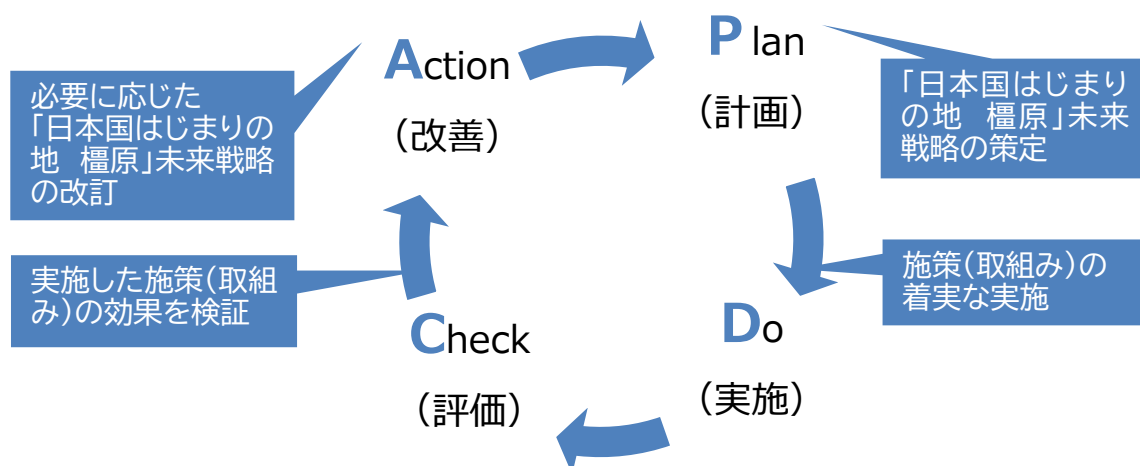 Action
(改善)
Plan
(計画)
必要に応じた
「日本国はじまりの
地　橿原」未来戦略
の改訂
「日本国はじまり
の地　橿原」未来
戦略の策定
実施した施策(取組
み)の効果を検証
施策(取組み)の
着実な実施
Check
(評価)
Do
(実施)